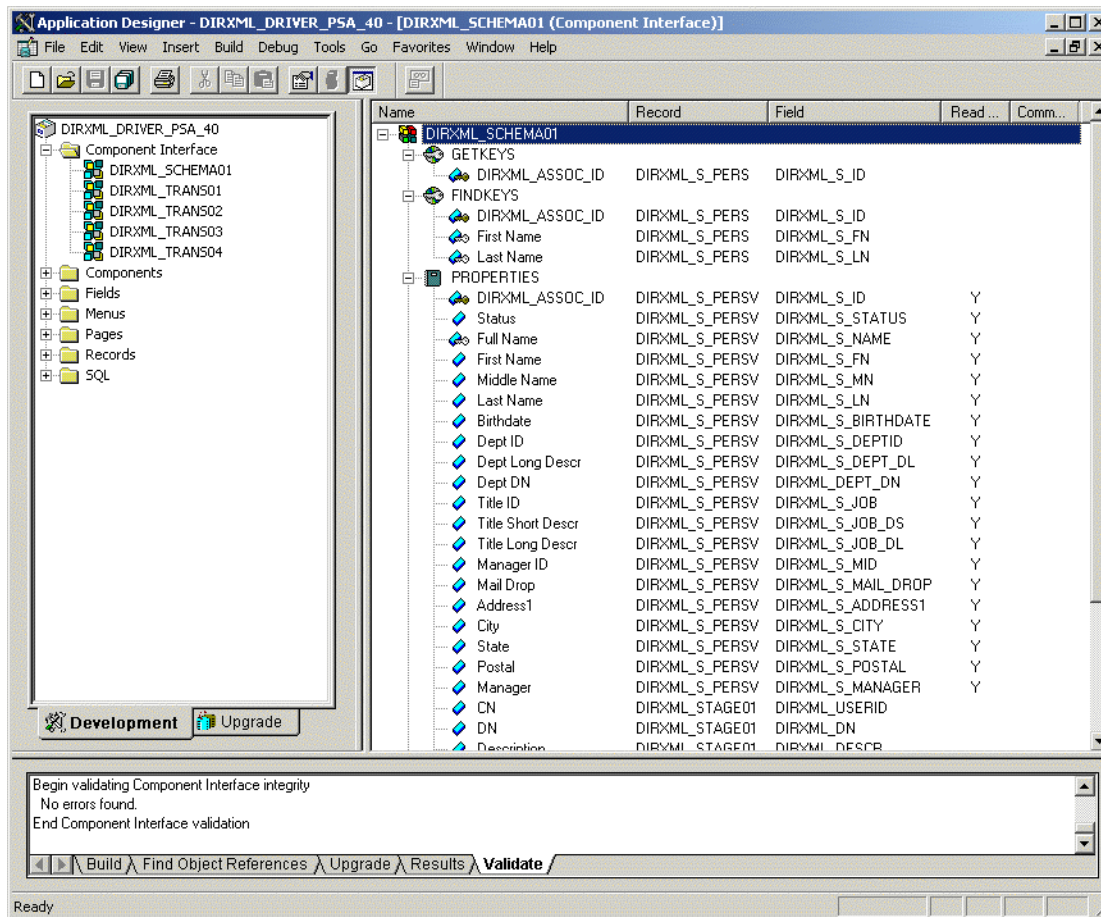 Application Designer - DIRXML_DRIVER_PSA_40 - [DIRXML_SCHEMA01 (Component Interface)]
File Edit View Insert Build Debug Tools Go Favorites Window Help
DIRXML_DRIVER_PSA_40
Component Interface
DIRXML_SCHEMA01
DIRXML_TRANS01
DIRXML_TRANS02
DIRXML_TRANS03
DIRXML_TRANS04
Components
Fields
Menus
Pages
Records
SQL
Development Upgrade
Name Record Field Read ... Comm...
DIRXML_SCHEMA01
GETKEYS
DIRXML_ASSOC_ID DIRXML_S_PERS DIRXML_S_ID
FINDKEYS
DIRXML_ASSOC_ID DIRXML_S_PERS DIRXML_S_ID
First Name DIRXML_S_PERS DIRXML_S_FN
Last Name DIRXML_S_PERS DIRXML_S_LN
PROPERTIES
DIRXML_ASSOC_ID DIRXML_S_PERSV DIRXML_S_ID Y
Status DIRXML_S_PERSV DIRXML_S_STATUS Y
Full Name DIRXML_S_PERSV DIRXML_S_NAME Y
First Name DIRXML_S_PERSV DIRXML_S_FN Y
Middle Name DIRXML_S_PERSV DIRXML_S_MN Y
Last Name DIRXML_S_PERSV DIRXML_S_LN Y
Birthdate DIRXML_S_PERSV DIRXML_S_BIRTHDATE Y
Dept ID DIRXML_S_PERSV DIRXML_S_DEPTID Y
Dept Long Descr DIRXML_S_PERSV DIRXML_S_DEPT_DL Y
Dept DN DIRXML_S_PERSV DIRXML_DEPT_DN Y
Title ID DIRXML_S_PERSV DIRXML_S_JOB Y
Title Short Descr DIRXML_S_PERSV DIRXML_S_JOB_DS Y
Title Long Descr DIRXML_S_PERSV DIRXML_S_JOB_DL Y
Manager ID DIRXML_S_PERSV DIRXML_S_MID Y
Mail Drop DIRXML_S_PERSV DIRXML_S_MAIL_DROP Y
Address1 DIRXML_S_PERSV DIRXML_S_ADDRESS1 Y
City DIRXML_S_PERSV DIRXML_S_CITY Y
State DIRXML_S_PERSV DIRXML_S_STATE Y
Postal DIRXML_S_PERSV DIRXML_S_POSTAL Y
Manager DIRXML_S_PERSV DIRXML_S_MANAGER Y
CN DIRXML_STAGE01 DIRXML_USERID
DN DIRXML_STAGE01 DIRXML_DN
Description DIRXML_STAGE01 DIRXML_DESCR
Begin validating Component Interface integrity
No errors found.
End Component Interface validation
Build Find Object References Upgrade Results Validate
Ready